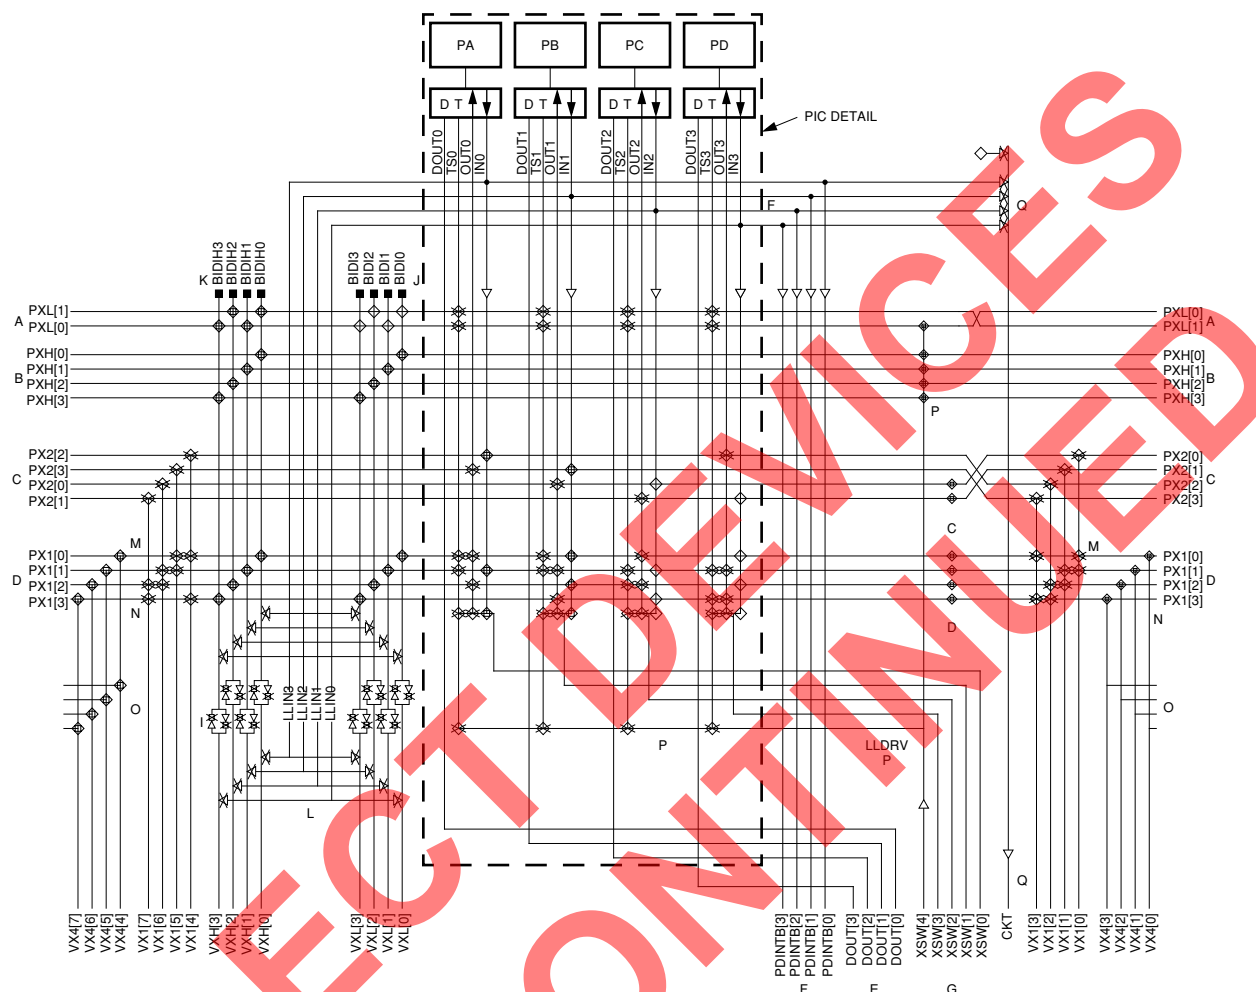 PA PB PC PD
D T D T D T D T
PIC DETAIL
DOUT0 TS0 OUT0 IN0 DOUT1 TS1 OUT1 IN1 DOUT2 TS2 OUT2 IN2 DOUT3 TS3 OUT3 IN3
F Q
K BIDIH3 BIDIH2 BIDIH1 BIDIH0 BIDI3 BIDI2 BIDI1 BIDI0 J
PXL[1] PXL[0]
A PXL[0] PXL[1] A
PXH[0] PXH[0]
PXH[1] PXH[1]
B PXH[2] PXH[2] B
PXH[3] PXH[3]
P
PX2[2] PX2[0]
PX2[3] PX2[1]
C PX2[0] PX2[2] C
PX2[1] PX2[3]
C
M M
PX1[0] PX1[0]
PX1[1] PX1[1]
D PX1[2] PX1[2] D
PX1[3] PX1[3]
N D N
LLIN3 LLIN2 LLIN1 LLIN0
O I O
P LLDRV
P
L
Q
VX4[7] VX4[6] VX4[5] VX4[4] VX1[7] VX1[6] VX1[5] VX1[4] VXH[3] VXH[2] VXH[1] VXH[0] VXL[3] VXL[2] VXL[1] VXL[0] PDINTB[3] PDINTB[2] PDINTB[1] PDINTB[0] DOUT[3] DOUT[2] DOUT[1] DOUT[0] XSW[4] XSW[3] XSW[2] XSW[1] XSW[0] CKT VX1[3] VX1[2] VX1[1] VX1[0] VX4[3] VX4[2] VX4[1] VX4[0]
G
ECT DEVICES
ONTINUED